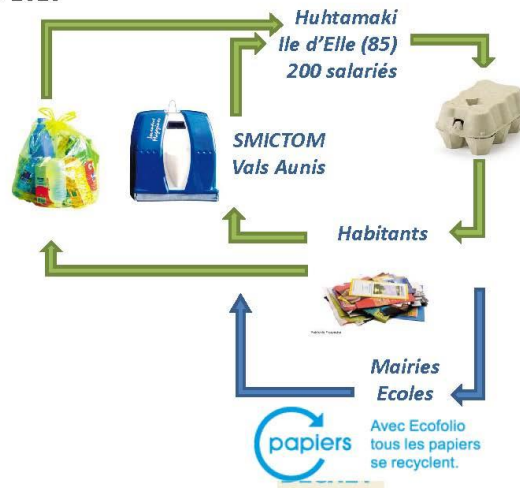 Huhtamaki
Ile d'Elle (85)
200 salariés
SMICTOM
Vals Aunis
Habitants
Mairies
Ecoles
papiers
Avec Ecofolio
tous les papiers
se recyclent.